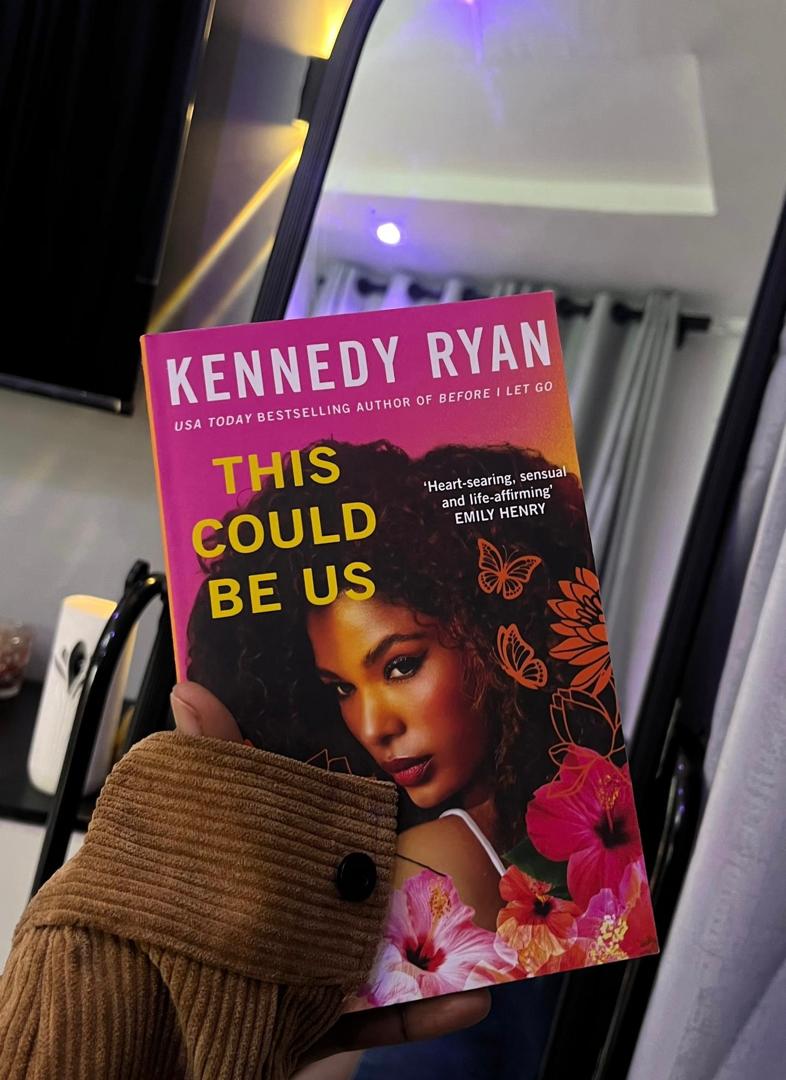 KENNEDY RYAN
USA TODAY BESTSELLING AUTHOR OF BEFORE I LET GO
THIS
COULD
BE US
‘Heart-searing, sensual
and life-affirming’
EMILY HENRY